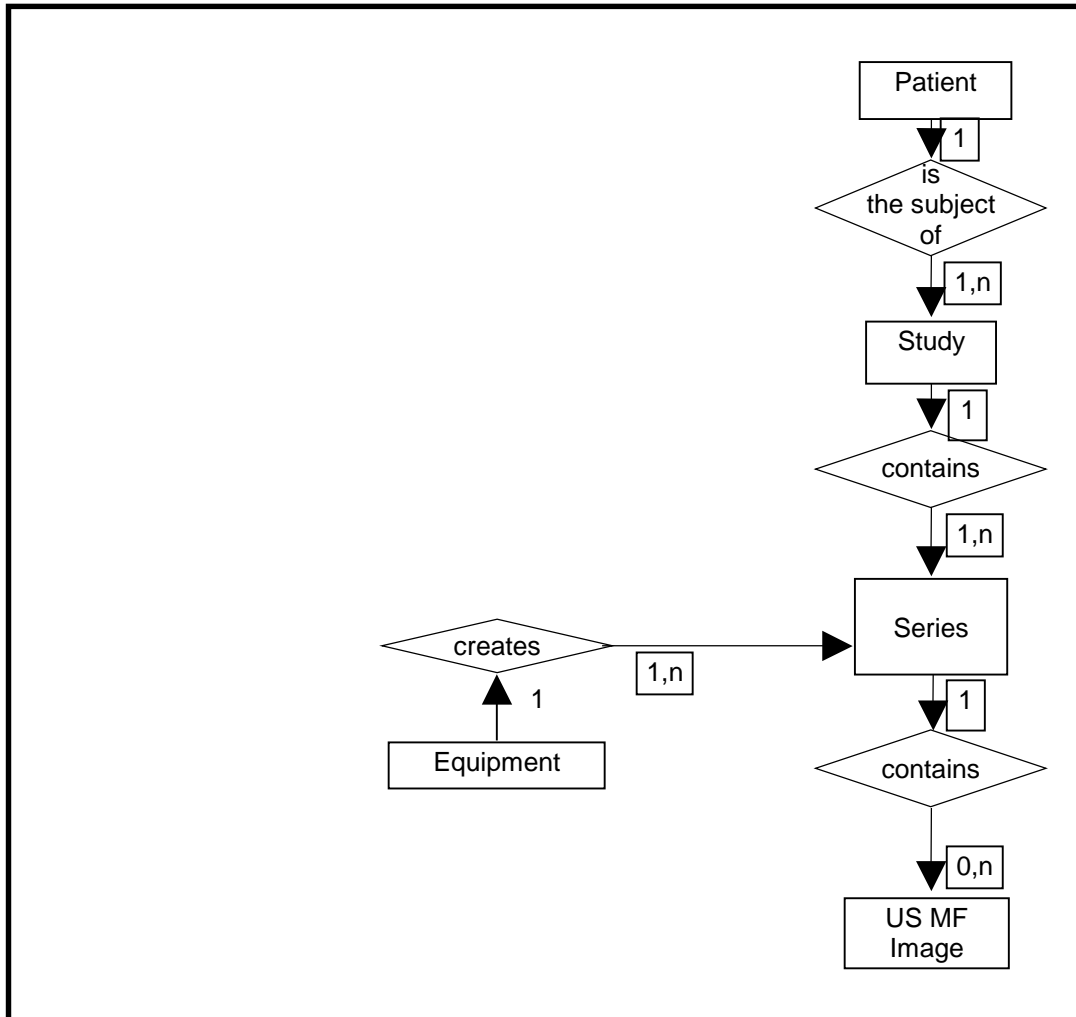 Patient
1
is
the subject
of
1,n
Study
1
contains
1,n
Series
creates
1,n
1
Equipment
1
contains
0,n
US MF
Image